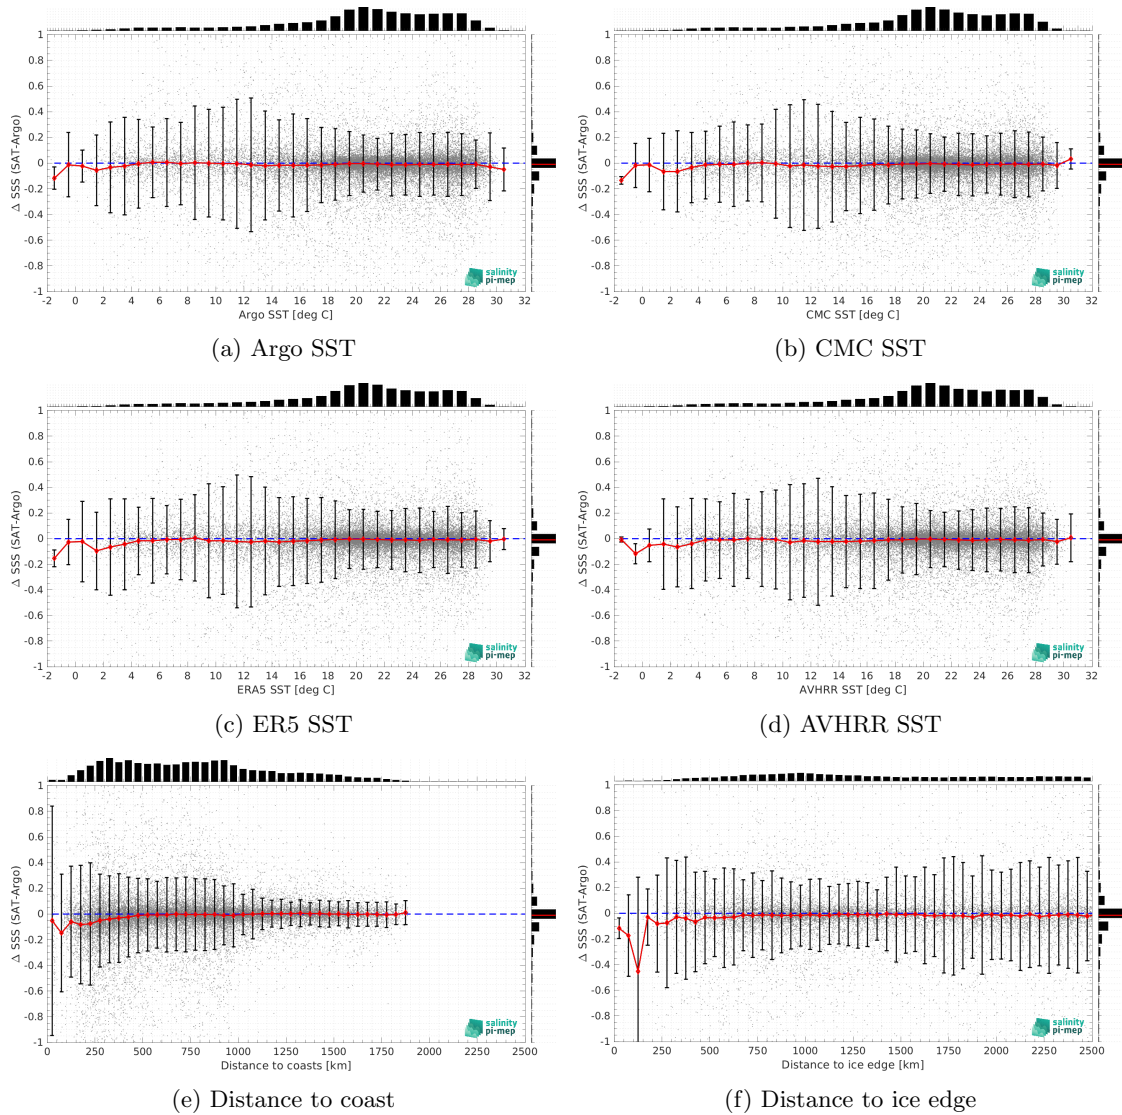 1
0.8
0.6
0.4
0.2
0
-0.2
-0.4
-0.6
-0.8
-1
Δ SSS (SAT-Argo)
salinity
pi-mep
-2 0 2 4 6 8 10 12 14 16 18 20 22 24 26 28 30 32
Argo SST [deg C]
(a) Argo SST
1
0.8
0.6
0.4
0.2
0
-0.2
-0.4
-0.6
-0.8
-1
Δ SSS (SAT-Argo)
salinity
pi-mep
-2 0 2 4 6 8 10 12 14 16 18 20 22 24 26 28 30 32
CMC SST [deg C]
(b) CMC SST
1
0.8
0.6
0.4
0.2
0
-0.2
-0.4
-0.6
-0.8
-1
Δ SSS (SAT-Argo)
salinity
pi-mep
-2 0 2 4 6 8 10 12 14 16 18 20 22 24 26 28 30 32
ERA5 SST [deg C]
(c) ER5 SST
1
0.8
0.6
0.4
0.2
0
-0.2
-0.4
-0.6
-0.8
-1
Δ SSS (SAT-Argo)
salinity
pi-mep
-2 0 2 4 6 8 10 12 14 16 18 20 22 24 26 28 30 32
AVHRR SST [deg C]
(d) AVHRR SST
1
0.8
0.6
0.4
0.2
0
-0.2
-0.4
-0.6
-0.8
-1
Δ SSS (SAT-Argo)
salinity
pi-mep
0 250 500 750 1000 1250 1500 1750 2000 2250 2500
Distance to coasts [km]
(e) Distance to coast
1
0.8
0.6
0.4
0.2
0
-0.2
-0.4
-0.6
-0.8
-1
Δ SSS (SAT-Argo)
salinity
pi-mep
0 250 500 750 1000 1250 1500 1750 2000 2250 2500
Distance to ice edge [km]
(f) Distance to ice edge